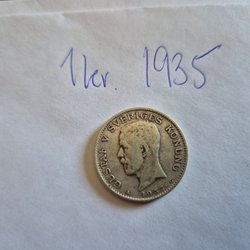 1 kr. 1935
GUSTAF V SVERIGES KONUNG